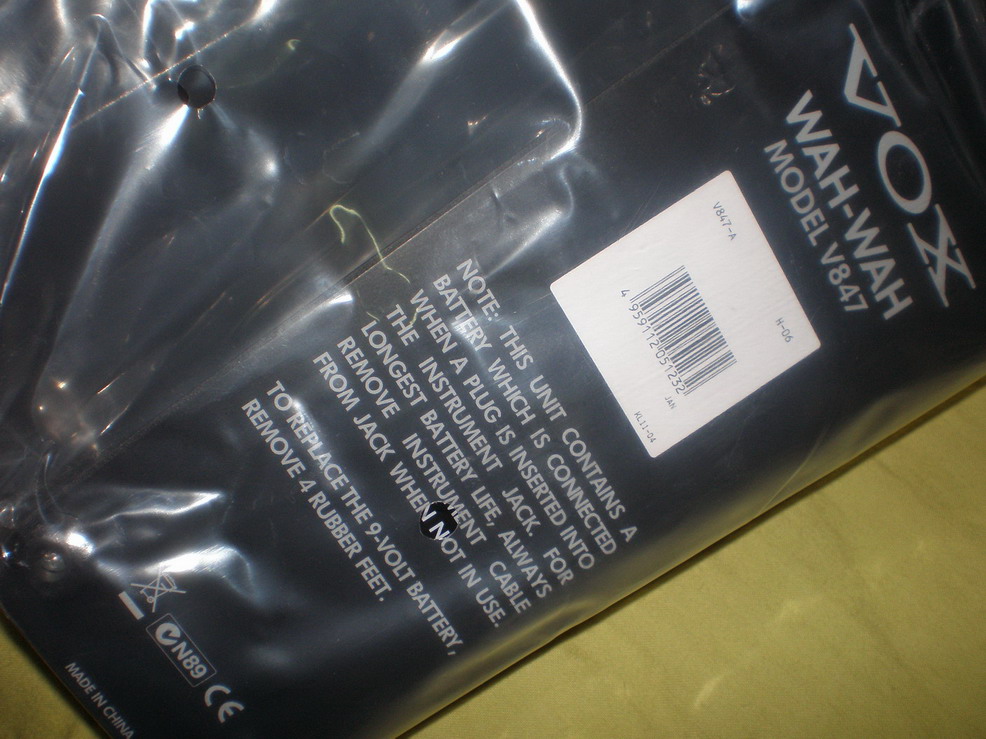 VOX
WAH-WAH
MODEL V847
V847-A
H-06
4 959112 051232
JAN
KL11-04
NOTE: THIS UNIT CONTAINS A
BATTERY WHICH IS CONNECTED
WHEN A PLUG IS INSERTED INTO
THE INSTRUMENT JACK. FOR
LONGEST BATTERY LIFE, ALWAYS
REMOVE INSTRUMENT CABLE
FROM JACK WHEN NOT IN USE.
TO REPLACE THE 9-VOLT BATTERY,
REMOVE 4 RUBBER FEET.
N89
CE
MADE IN CHINA